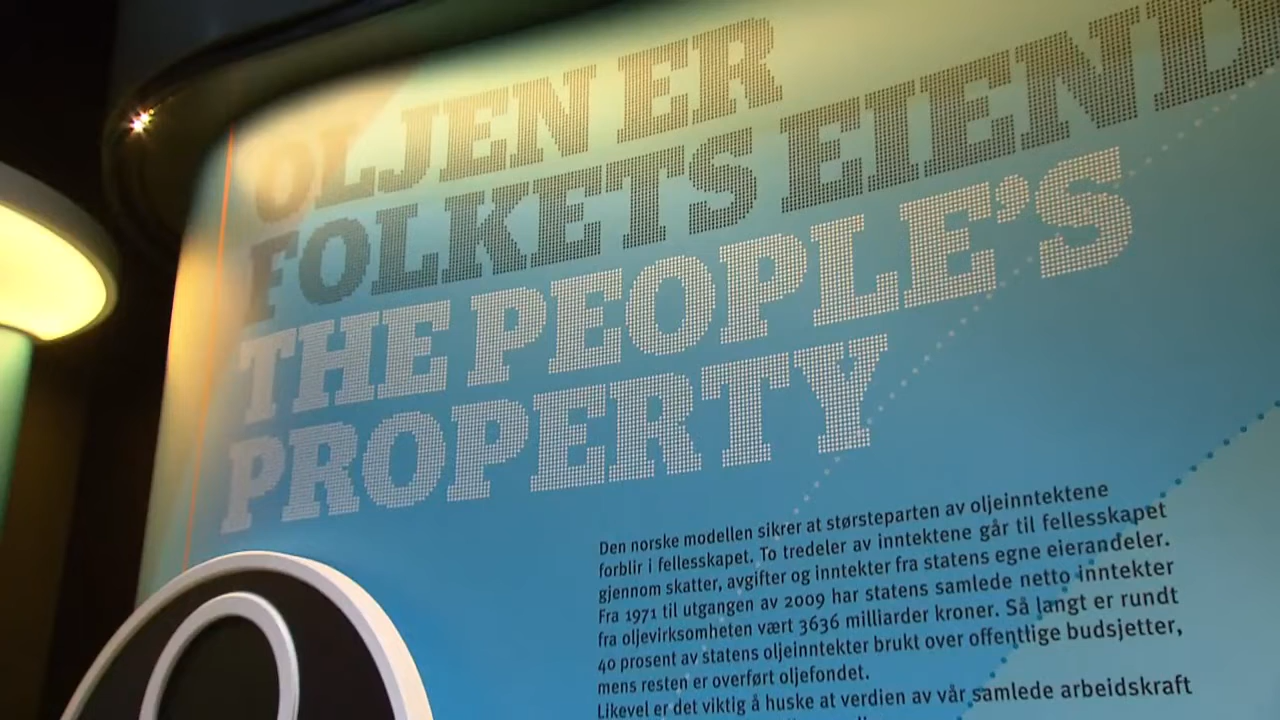 OLJEN ER
FOLKETS EIEND
THE PEOPLE'S
PROPERTY
Den norske modellen sikrer at størsteparten av oljeinntektene
forblir i fellesskapet. To tredeler av inntektene går til fellesskapet
gjennom skatter, avgifter og inntekter fra statens egne eierandeler.
Fra 1971 til utgangen av 2009 har statens samlede netto inntekter
fra oljevirksomheten vært 3636 milliarder kroner. Så langt er rundt
40 prosent av statens oljeinntekter brukt over offentlige budsjetter,
mens resten er overført oljefondet.
Likevel er det viktig å huske at verdien av vår samlede arbeidskraft